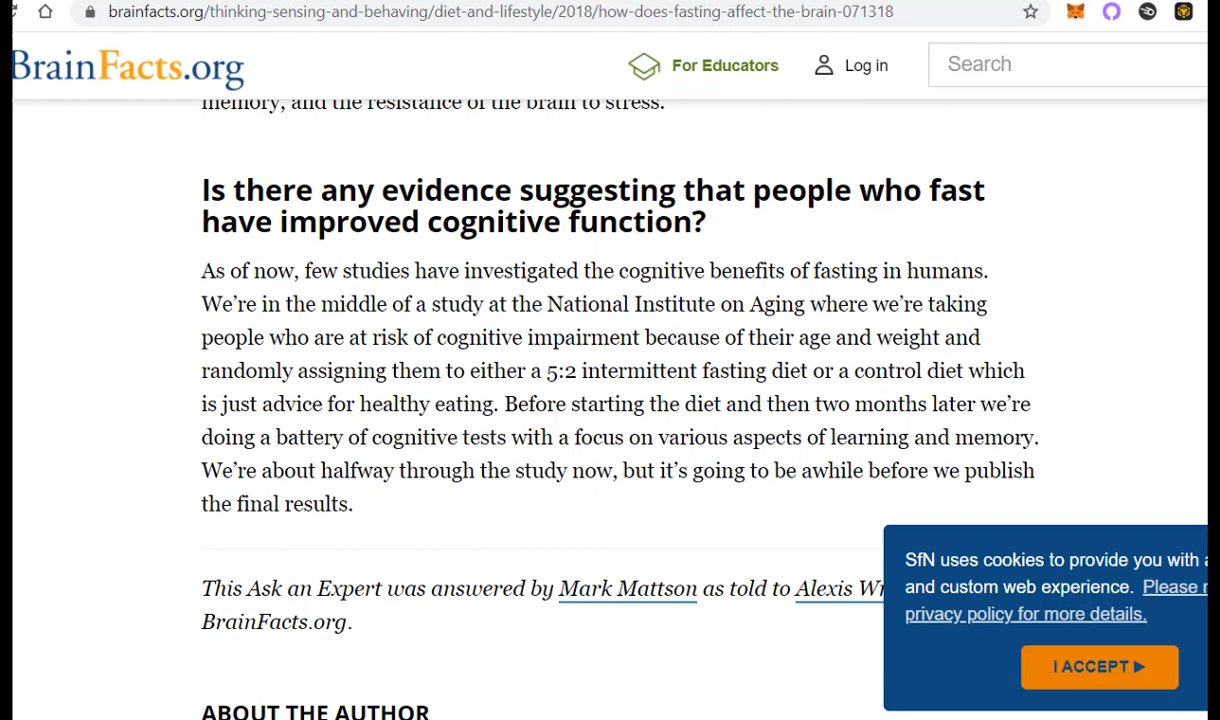 brainfacts.org/thinking-sensing-and-behaving/diet-and-lifestyle/2018/how-does-fasting-affect-the-brain-071318
BrainFacts.org
For Educators
Log in
Search
memory, and the resistance of the brain to stress.
Is there any evidence suggesting that people who fast
have improved cognitive function?
As of now, few studies have investigated the cognitive benefits of fasting in humans.
We’re in the middle of a study at the National Institute on Aging where we’re taking
people who are at risk of cognitive impairment because of their age and weight and
randomly assigning them to either a 5:2 intermittent fasting diet or a control diet which
is just advice for healthy eating. Before starting the diet and then two months later we’re
doing a battery of cognitive tests with a focus on various aspects of learning and memory.
We’re about halfway through the study now, but it’s going to be awhile before we publish
the final results.
This Ask an Expert was answered by Mark Mattson as told to Alexis
BrainFacts.org.
SfN uses cookies to provide you with
and custom web experience. Please
privacy policy for more details.
I ACCEPT ▶
ABOUT THE AUTHOR